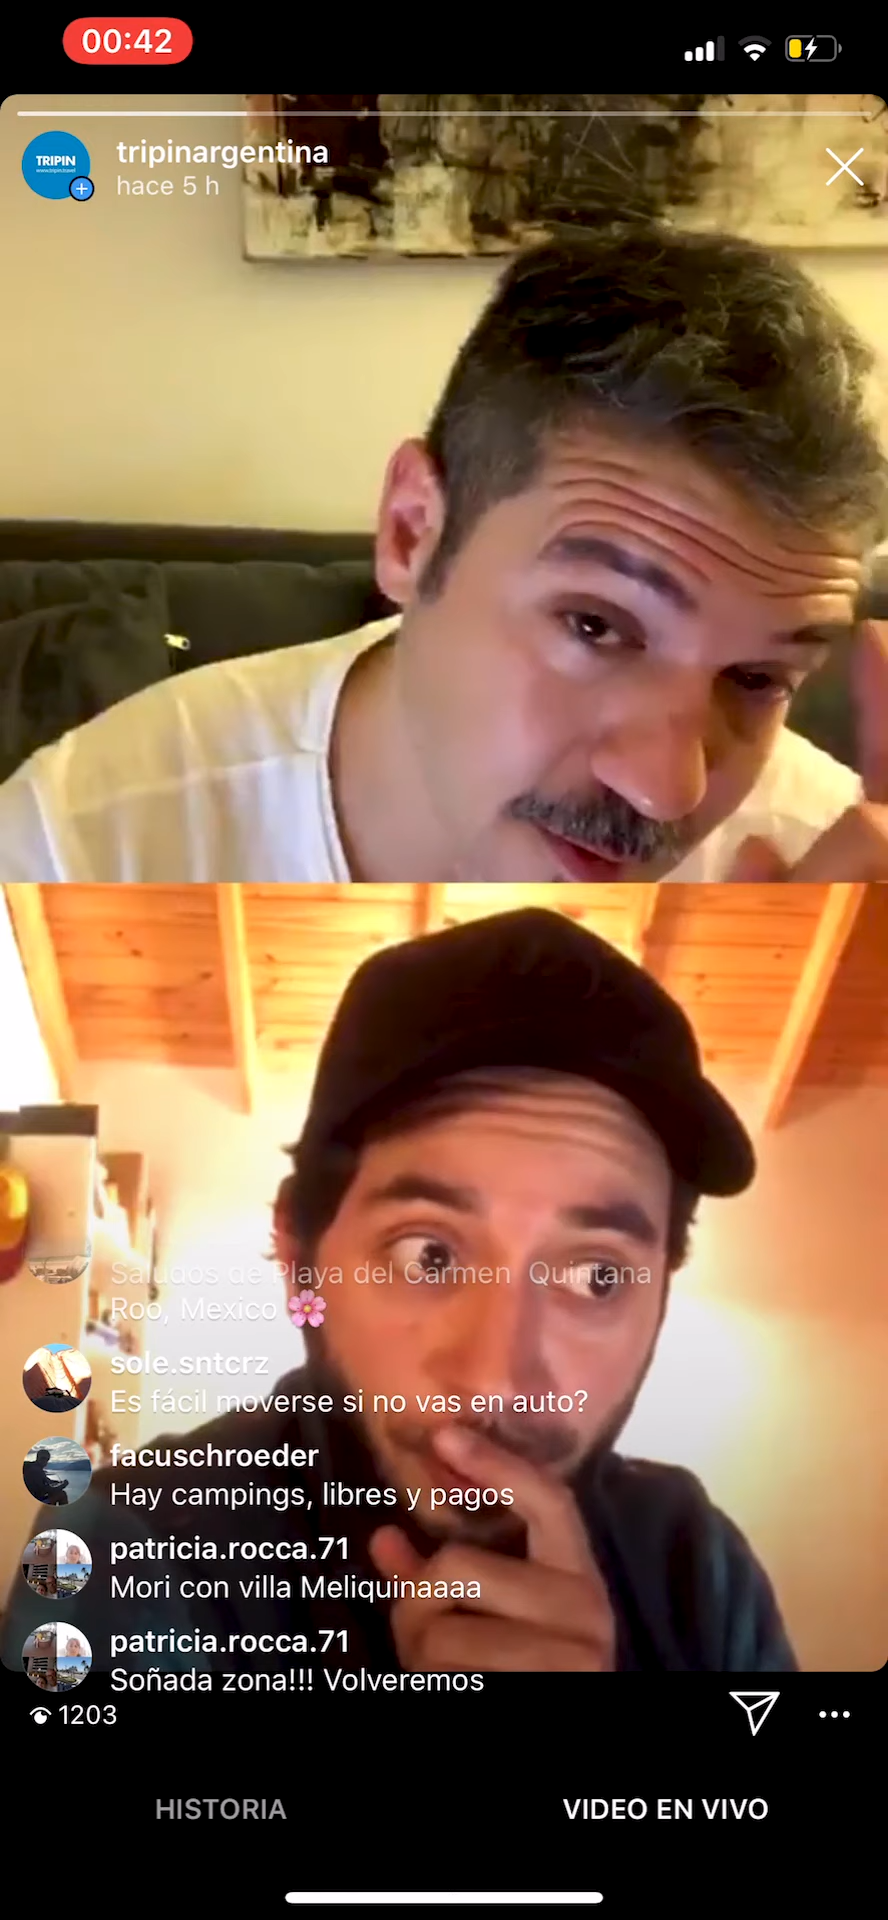 00:42
TRIPIN
tripinargentina
hace 5 h
Saludos de Playa del Carmen Quintana
Roo, Mexico 🌸
sole.sntcrz
Es fácil moverse si no vas en auto?
facuschroeder
Hay campings, libres y pagos
patricia.rocca.71
Mori con villa Meliquinaaaa
patricia.rocca.71
Soñada zona!!! Volveremos
1203
HISTORIA
VIDEO EN VIVO